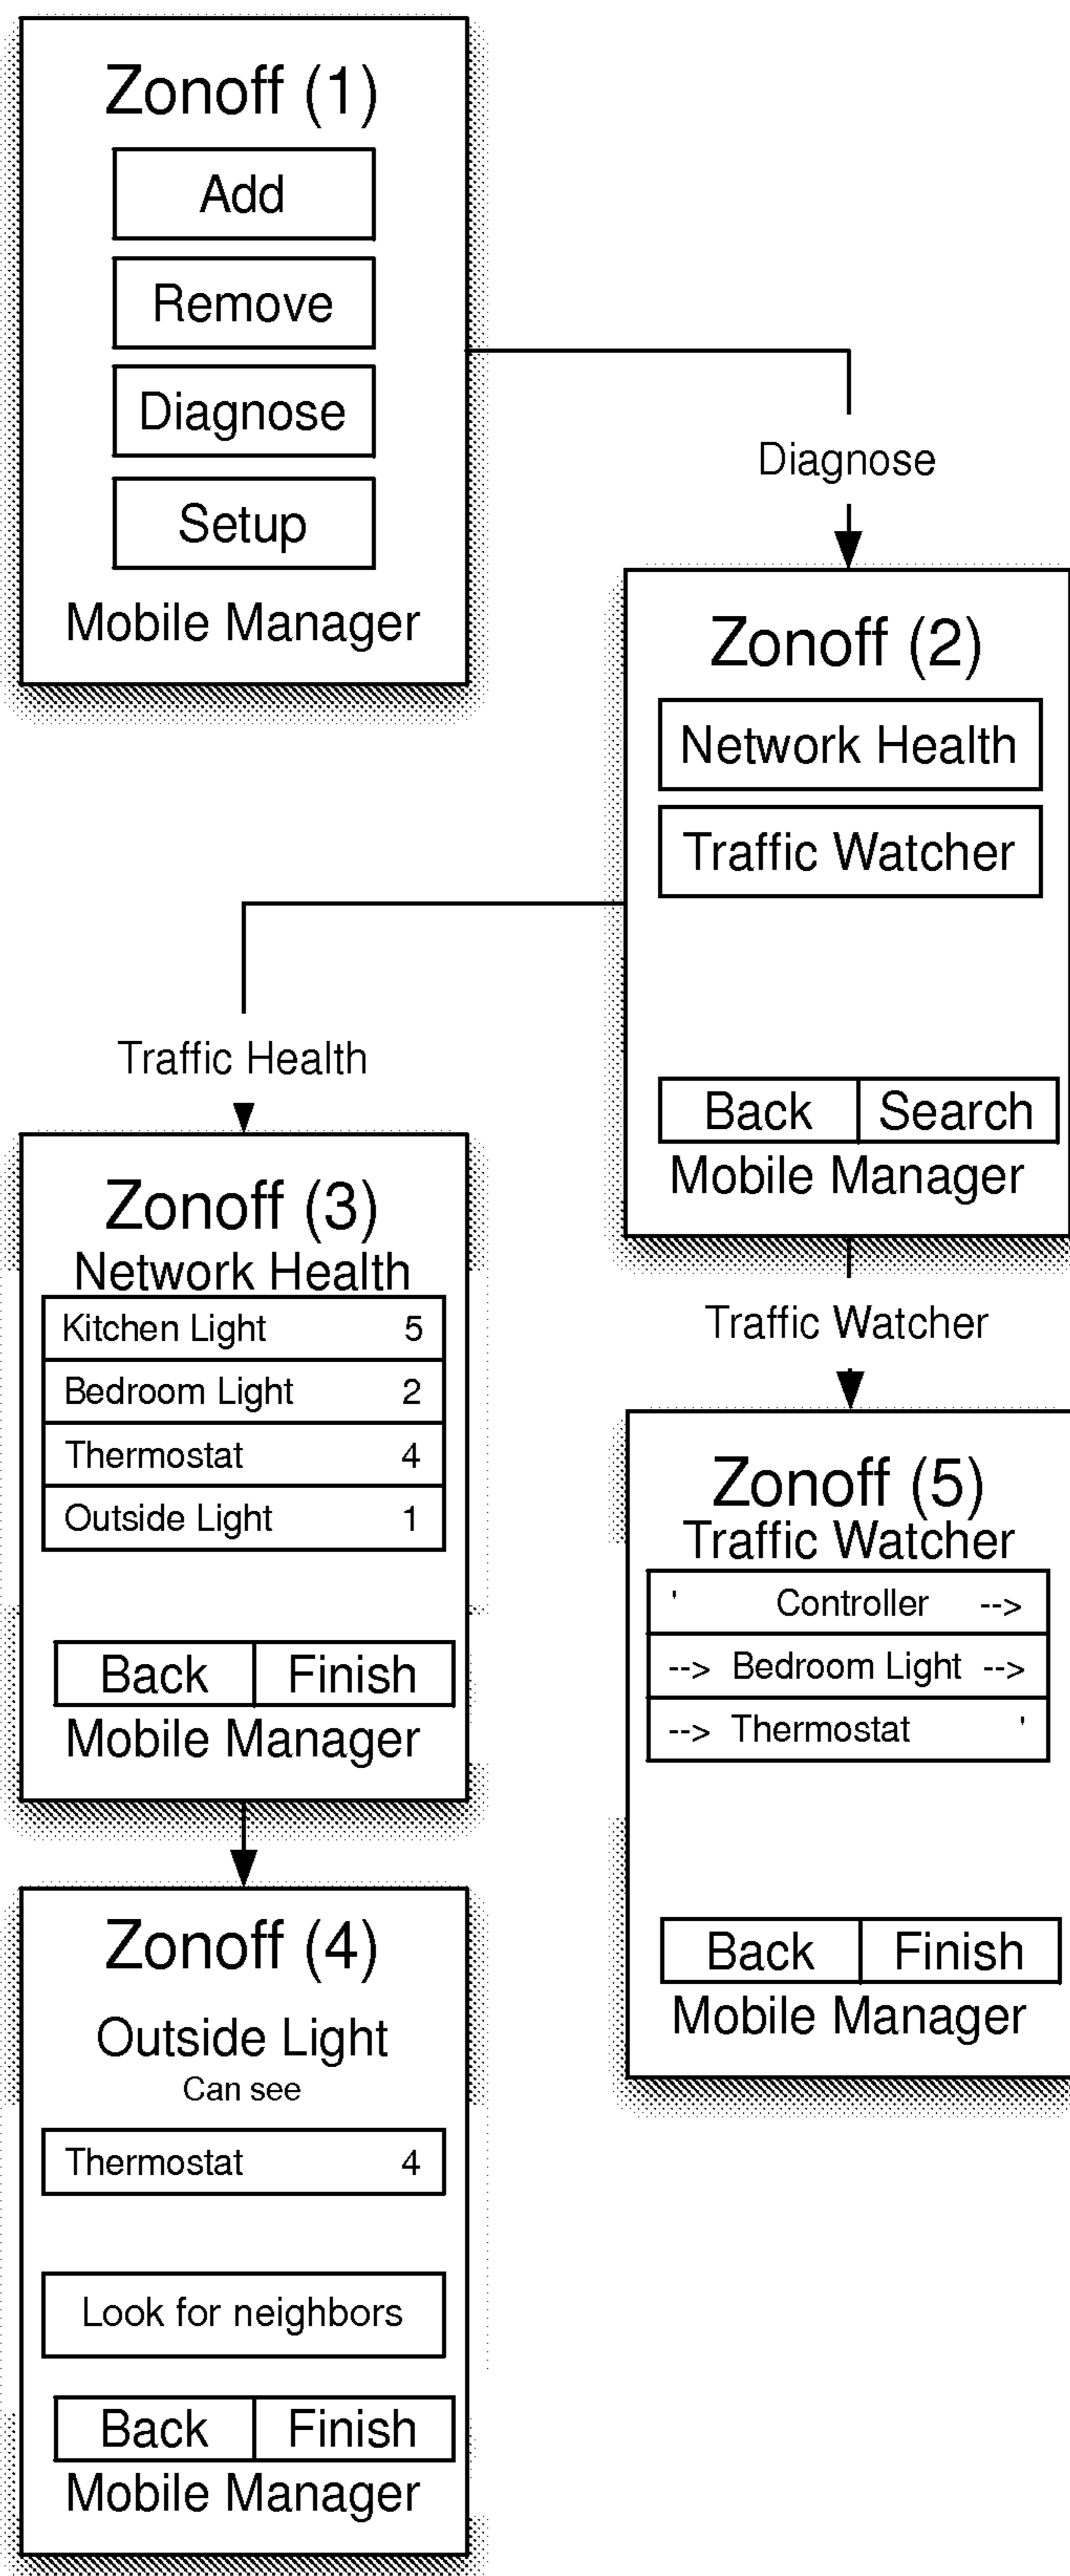 Zonoff (1)
Add
Remove
Diagnose
Setup
Mobile Manager
Diagnose
Zonoff (2)
Network Health
Traffic Watcher
Back Search
Mobile Manager
Traffic Health
Zonoff (3)
Network Health
Kitchen Light 5
Bedroom Light 2
Thermostat 4
Outside Light 1
Back Finish
Mobile Manager
Traffic Watcher
Zonoff (5)
Traffic Watcher
' Controller -->
--> Bedroom Light -->
--> Thermostat '
Back Finish
Mobile Manager
Zonoff (4)
Outside Light
Can see
Thermostat 4
Look for neighbors
Back Finish
Mobile Manager